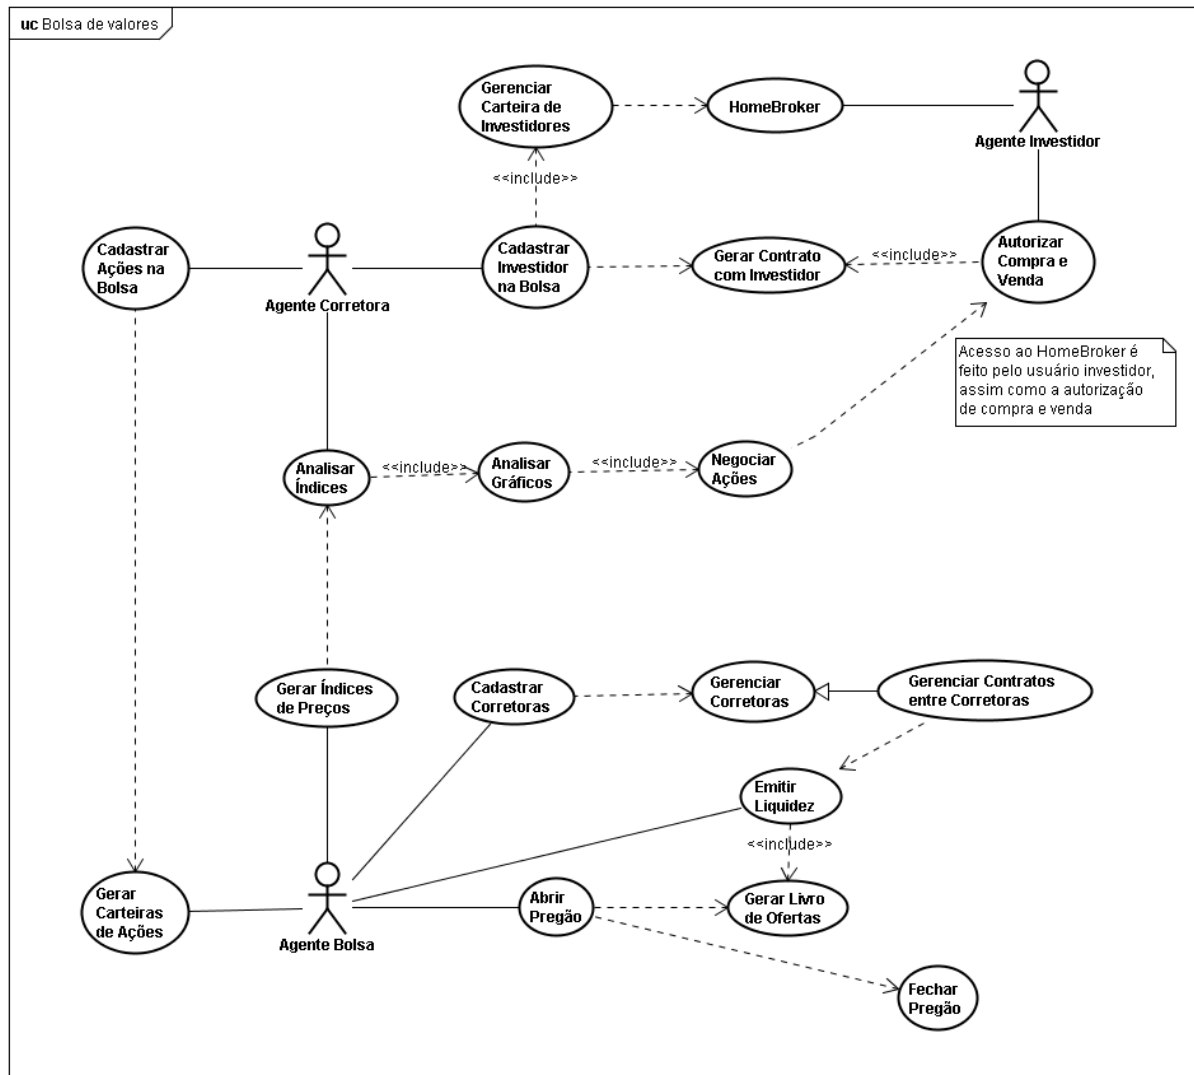 uc Bolsa de valores
Gerenciar
Carteira de
Investidores
HomeBroker
Agente Investidor
<<include>>
Cadastrar
Ações na
Bolsa
Agente Corretora
Cadastrar
Investidor
na Bolsa
Gerar Contrato
com Investidor
<<include>>
Autorizar
Compra e
Venda
Acesso ao HomeBroker é
feito pelo usuário investidor,
assim como a autorização
de compra e venda
Analisar
Índices
<<include>>
Analisar
Gráficos
<<include>>
Negociar
Ações
Gerar Índices
de Preços
Cadastrar
Corretoras
Gerenciar
Corretoras
Gerenciar Contratos
entre Corretoras
Emitir
Liquidez
<<include>>
Gerar
Carteiras
de Ações
Agente Bolsa
Abrir
Pregão
Gerar Livro
de Ofertas
Fechar
Pregão